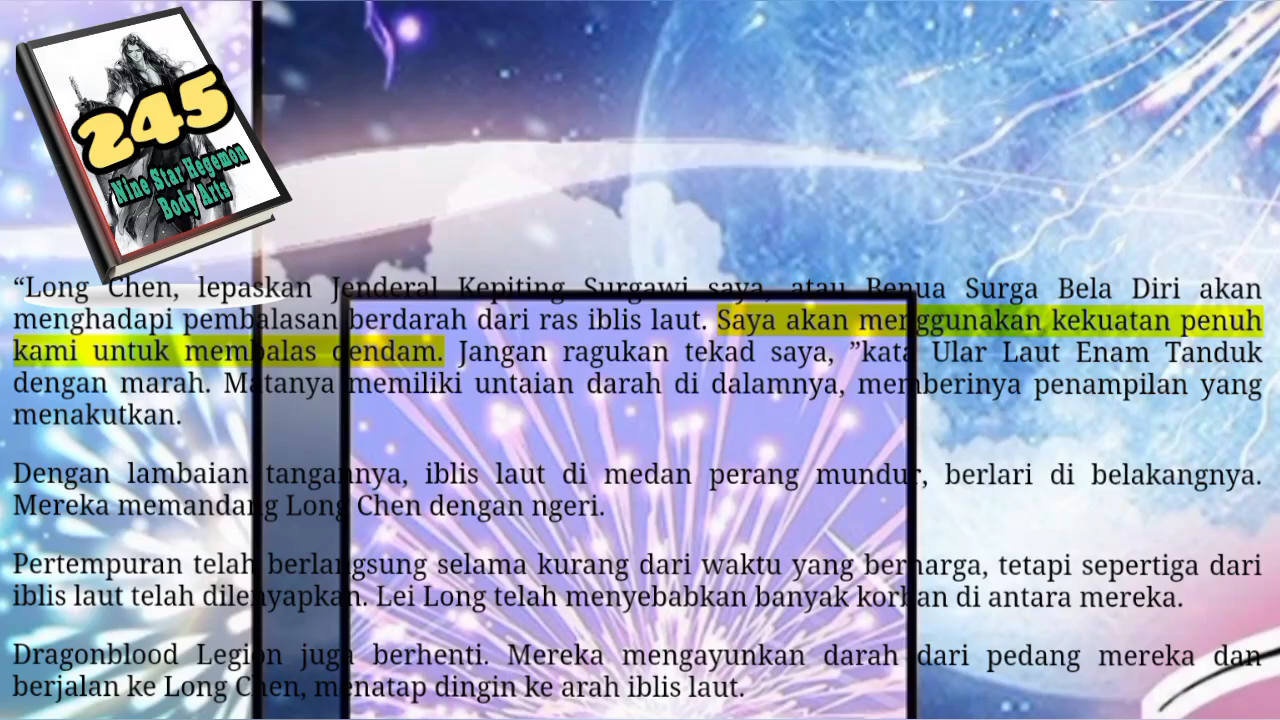 245
Nine Star Hegemon
Body Arts
“Long Chen, lepaskan Jenderal Kepiting Surgawi saya, atau Benua Surga Bela Diri akan
menghadapi pembalasan berdarah dari ras iblis laut. Saya akan menggunakan kekuatan penuh
kami untuk membalas dendam. Jangan ragukan tekad saya, ”kata Ular Laut Enam Tanduk
dengan marah. Matanya memiliki untaian darah di dalamnya, memberinya penampilan yang
menakutkan.
Dengan lambaian tangannya, iblis laut di medan perang mundur, berlari di belakangnya.
Mereka memandang Long Chen dengan ngeri.
Pertempuran telah berlangsung selama kurang dari waktu yang berharga, tetapi sepertiga dari
iblis laut telah dilenyapkan. Lei Long telah menyebabkan banyak korban di antara mereka.
Dragonblood Legion juga berhenti. Mereka mengayunkan darah dari pedang mereka dan
berjalan ke Long Chen, menatap dingin ke arah iblis laut.